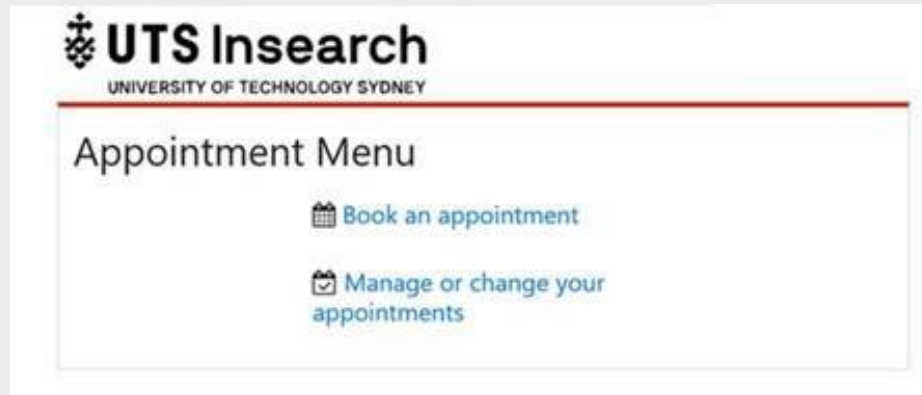 UTS Insearch
UNIVERSITY OF TECHNOLOGY SYDNEY
Appointment Menu
Book an appointment
Manage or change your
appointments